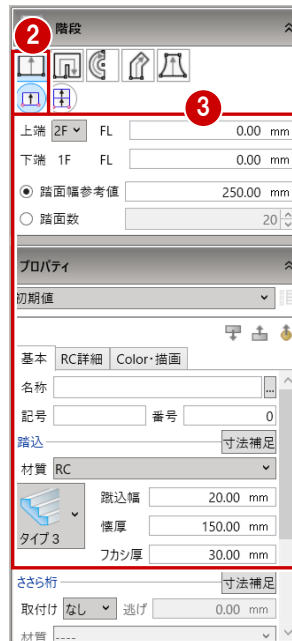 2
階段
3
上端 2F FL 0.00 mm
下端 1F FL 0.00 mm
踏面幅参考値 250.00 mm
踏面数 20
プロパティ
初期値
基本 RC詳細 Color・描画
名称 ...
記号 番号 0
踏込 寸法補足
材質 RC
蹴込幅 20.00 mm
懐厚 150.00 mm
フカシ厚 30.00 mm
タイプ 3
ささら桁 寸法補足
取付け なし 逃げ 0.00 mm
材質 ----